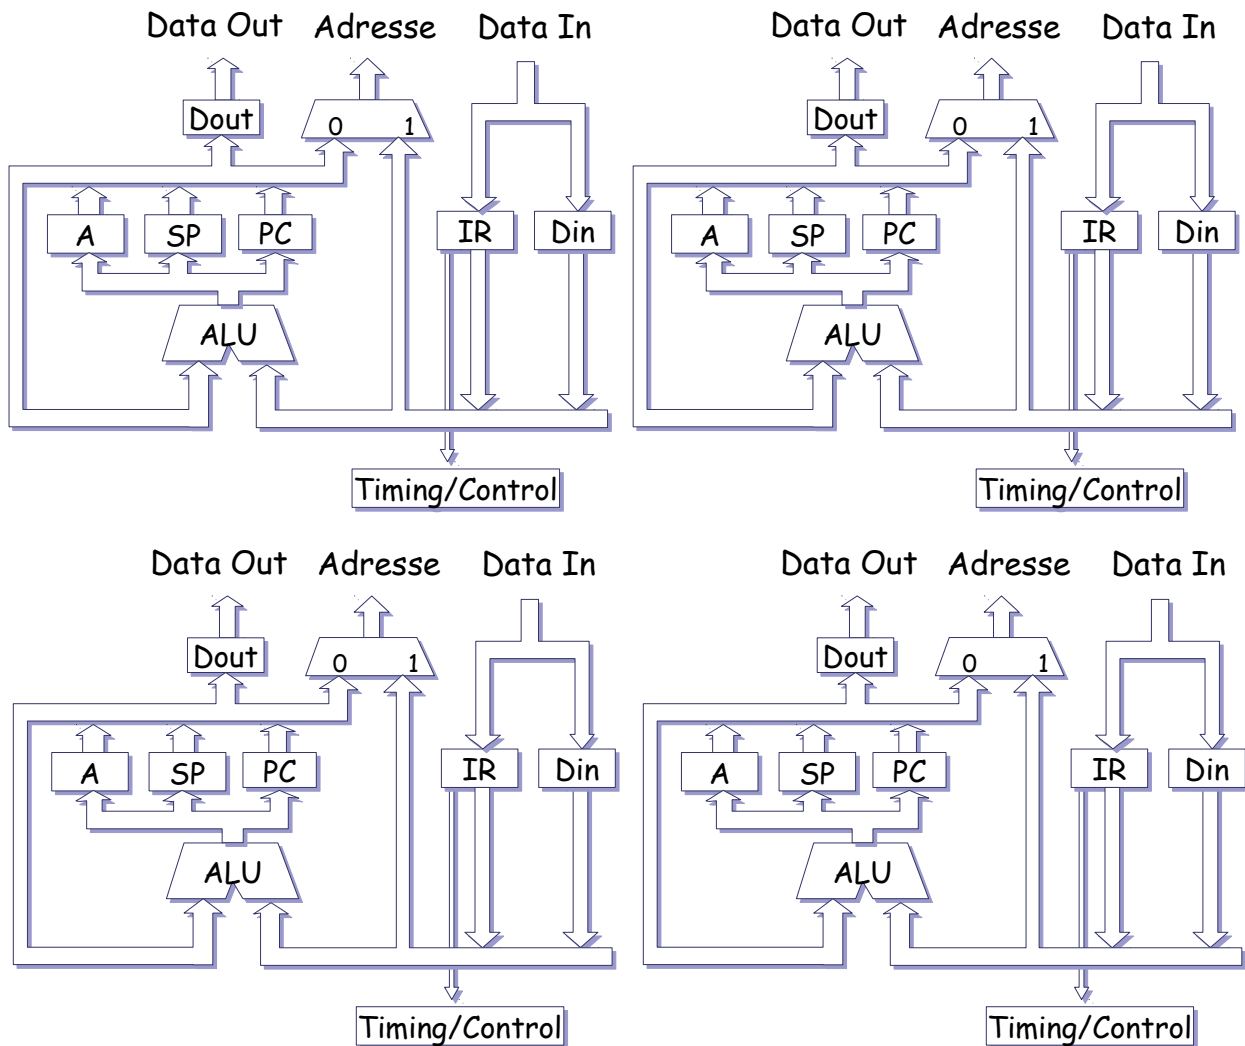 Data Out Adresse Data In
Dout 0 1
A SP PC IR Din
ALU
Timing/Control
Data Out Adresse Data In
Dout 0 1
A SP PC IR Din
ALU
Timing/Control
Data Out Adresse Data In
Dout 0 1
A SP PC IR Din
ALU
Timing/Control
Data Out Adresse Data In
Dout 0 1
A SP PC IR Din
ALU
Timing/Control